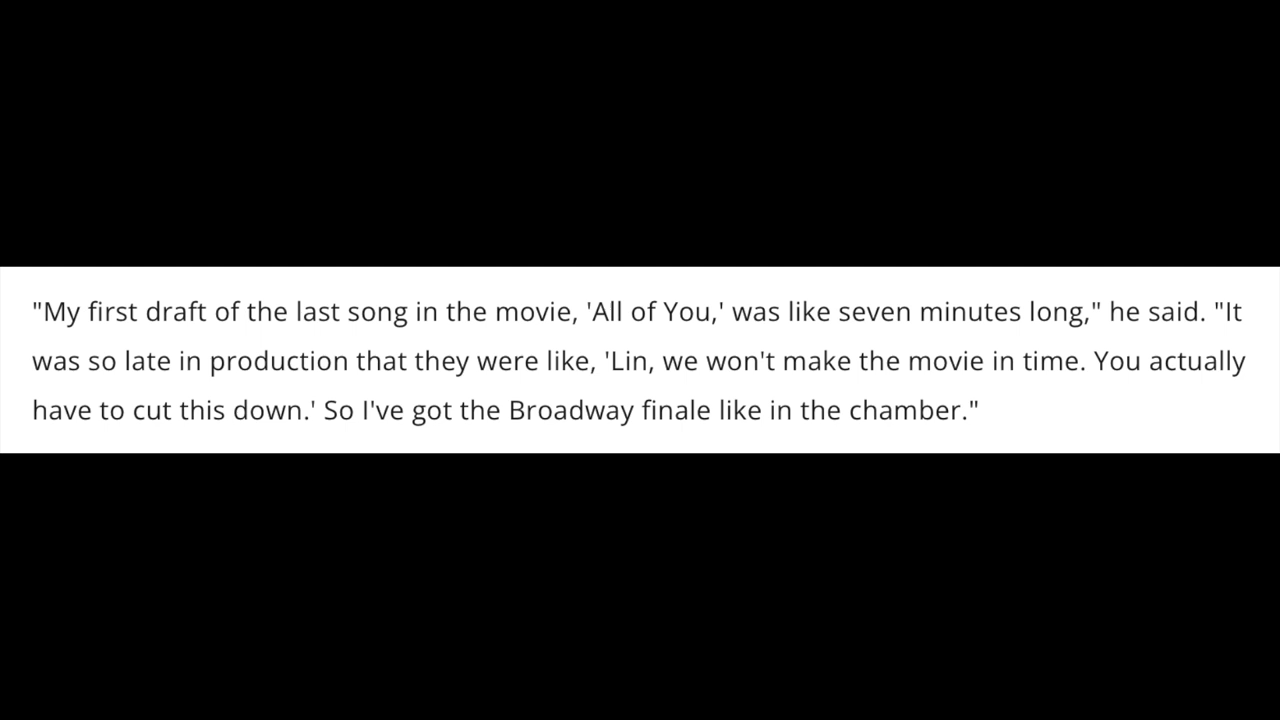 "My first draft of the last song in the movie, 'All of You,' was like seven minutes long," he said. "It
was so late in production that they were like, 'Lin, we won't make the movie in time. You actually
have to cut this down.' So I've got the Broadway finale like in the chamber."